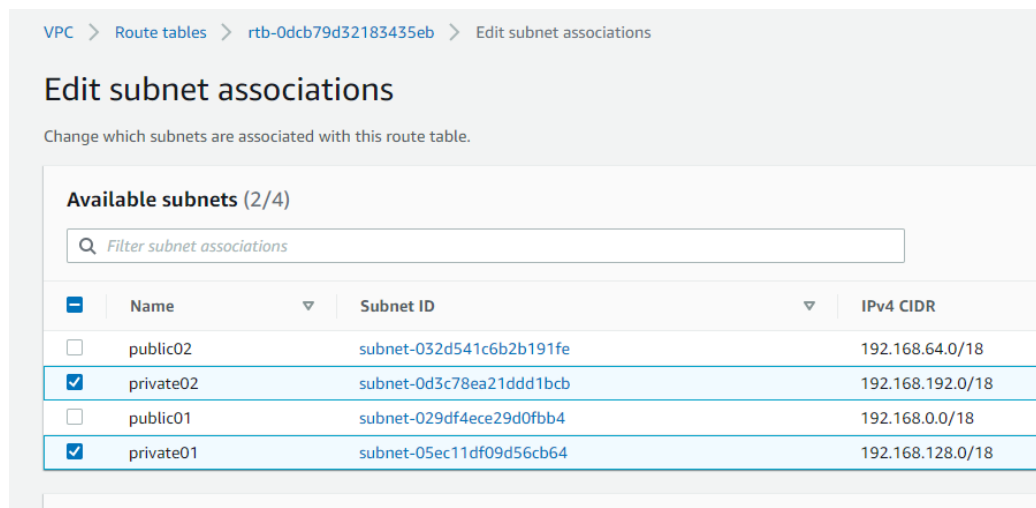 VPC > Route tables > rtb-0dcb79d32183435eb > Edit subnet associations
Edit subnet associations
Change which subnets are associated with this route table.
Available subnets (2/4)
Filter subnet associations
Name Subnet ID IPv4 CIDR
public02 subnet-032d541c6b2b191fe 192.168.64.0/18
private02 subnet-0d3c78ea21ddd1bcb 192.168.192.0/18
public01 subnet-029df4ece29d0fbb4 192.168.0.0/18
private01 subnet-05ec11df09d56cb64 192.168.128.0/18